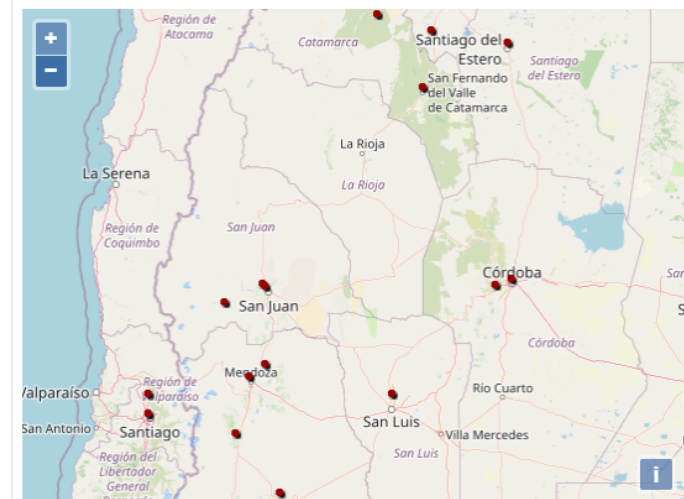 +
−
Región de
Atacama
Catamarca
Santiago del
Estero
Santiago
del Estero
San Fernando
del Valle
de Catamarca
La Rioja
La Serena
La Rioja
Región de
Coquimbo
San Juan
Córdoba
San Juan
Córdoba
Mendoza
Región de
Valparaíso
Valparaíso
Río Cuarto
San Antonio
Santiago
San Luis
Villa Mercedes
San Luis
Región del
Libertador
General
i